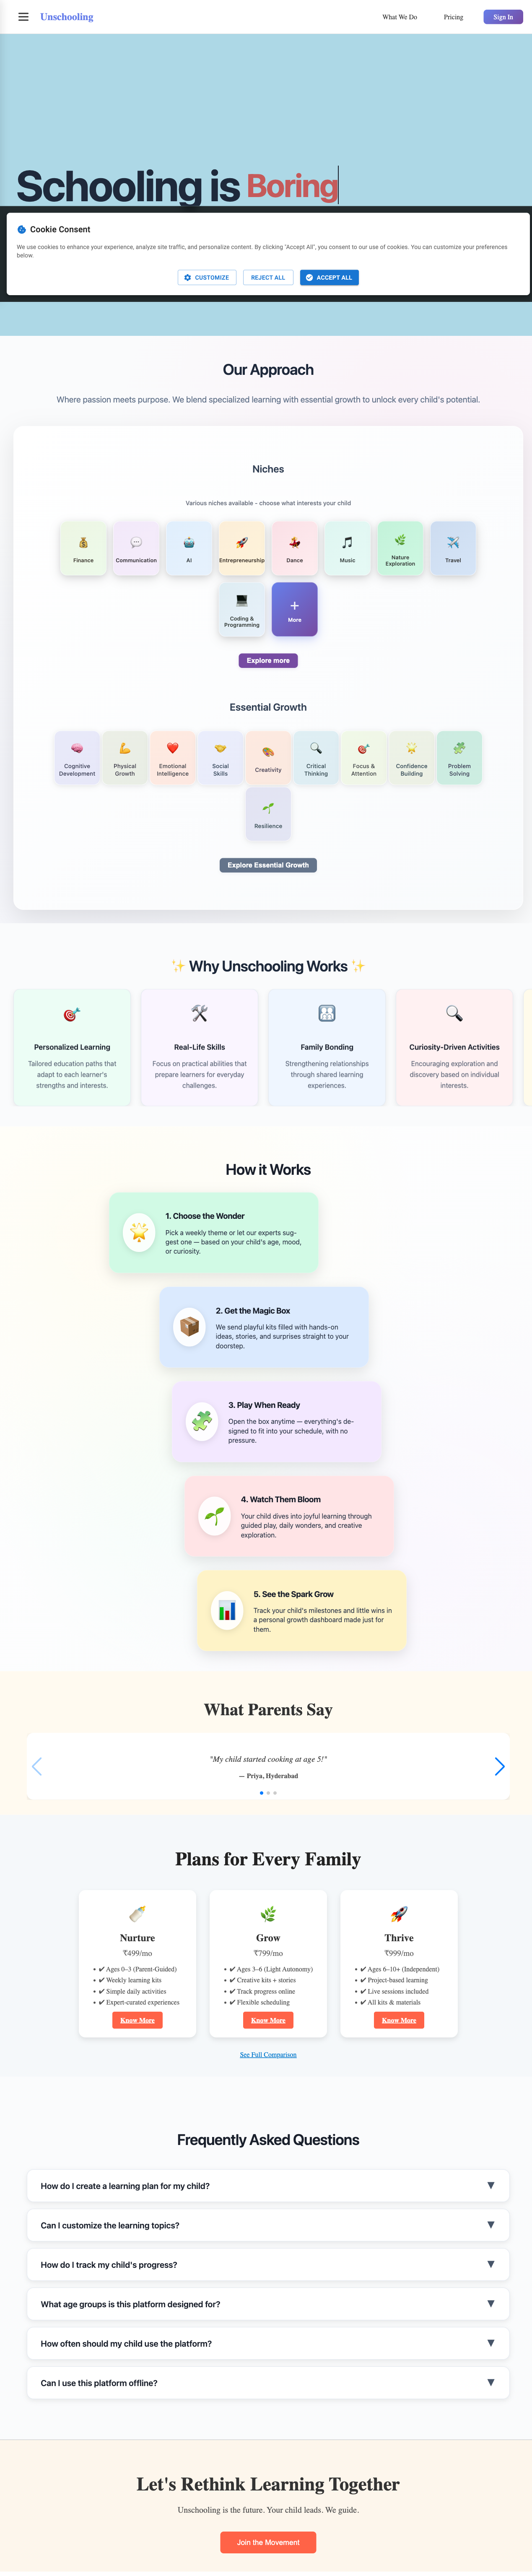 Unschooling
What We Do
Pricing
Sign In
Schooling is Boring
Cookie Consent
We use cookies to enhance your experience, analyze site traffic, and personalize content. By clicking "Accept All", you consent to our use of cookies. You can customize your preferences
below.
CUSTOMIZE
REJECT ALL
ACCEPT ALL
Our Approach
Where passion meets purpose. We blend specialized learning with essential growth to unlock every child's potential.
Niches
Various niches available - choose what interests your child
Finance
Communication
AI
Entrepreneurship
Dance
Music
Nature
Exploration
Travel
Coding &
Programming
+
More
Explore more
Essential Growth
Cognitive
Development
Physical
Growth
Emotional
Intelligence
Social
Skills
Creativity
Critical
Thinking
Focus &
Attention
Confidence
Building
Problem
Solving
Resilience
Explore Essential Growth
✨ Why Unschooling Works ✨
Personalized Learning
Tailored education paths that
adapt to each learner's
strengths and interests.
Real-Life Skills
Focus on practical abilities that
prepare learners for everyday
challenges.
Family Bonding
Strengthening relationships
through shared learning
experiences.
Curiosity-Driven Activities
Encouraging exploration and
discovery based on individual
interests.
How it Works
1. Choose the Wonder
Pick a weekly theme or let our experts sug-
gest one — based on your child's age, mood,
or curiosity.
2. Get the Magic Box
We send playful kits filled with hands-on
ideas, stories, and surprises straight to your
doorstep.
3. Play When Ready
Open the box anytime — everything's de-
signed to fit into your schedule, with no
pressure.
4. Watch Them Bloom
Your child dives into joyful learning through
guided play, daily wonders, and creative
exploration.
5. See the Spark Grow
Track your child's milestones and little wins in
a personal growth dashboard made just for
them.
What Parents Say
"My child started cooking at age 5!"
— Priya, Hyderabad
Plans for Every Family
Nurture
₹499/mo
• ✔ Ages 0–3 (Parent-Guided)
• ✔ Weekly learning kits
• ✔ Simple daily activities
• ✔ Expert-curated experiences
Know More
Grow
₹799/mo
• ✔ Ages 3–6 (Light Autonomy)
• ✔ Creative kits + stories
• ✔ Track progress online
• ✔ Flexible scheduling
Know More
Thrive
₹999/mo
• ✔ Ages 6–10+ (Independent)
• ✔ Project-based learning
• ✔ Live sessions included
• ✔ All kits & materials
Know More
See Full Comparison
Frequently Asked Questions
How do I create a learning plan for my child?
Can I customize the learning topics?
How do I track my child's progress?
What age groups is this platform designed for?
How often should my child use the platform?
Can I use this platform offline?
Let's Rethink Learning Together
Unschooling is the future. Your child leads. We guide.
Join the Movement